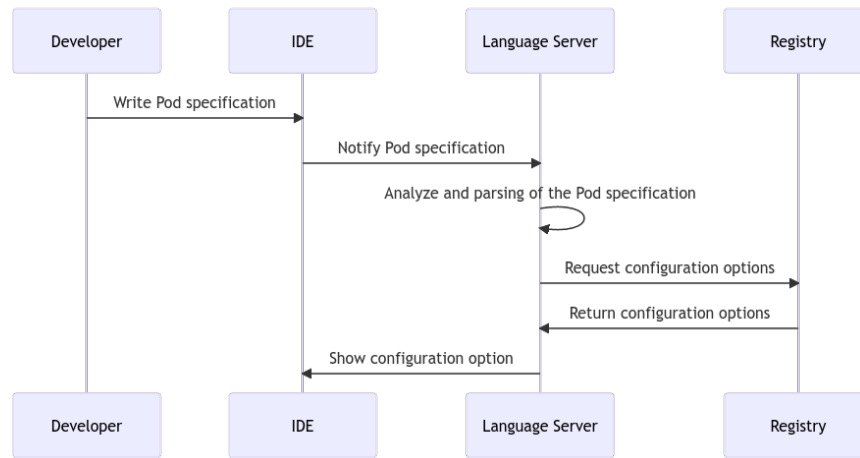 Developer
IDE
Language Server
Registry
Write Pod specification
Notify Pod specification
Analyze and parsing of the Pod specification
Request configuration options
Return configuration options
Show configuration option
Developer
IDE
Language Server
Registry